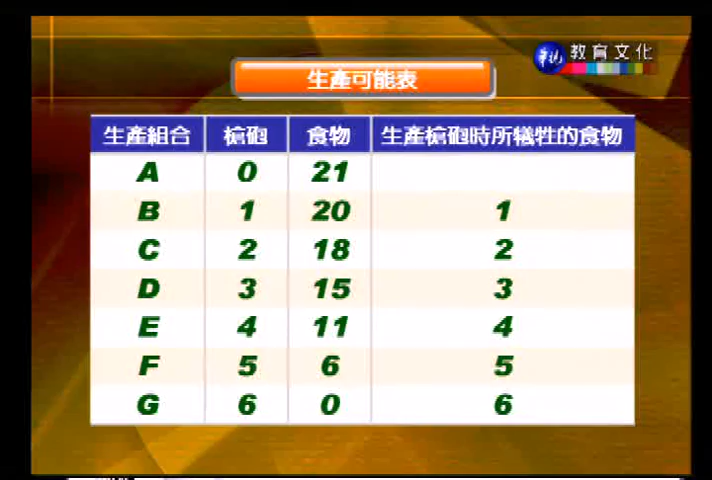 華視 教育文化
生產可能表
生產組合 槍砲 食物 生產槍砲時所犧牲的食物
A 0 21
B 1 20 1
C 2 18 2
D 3 15 3
E 4 11 4
F 5 6 5
G 6 0 6